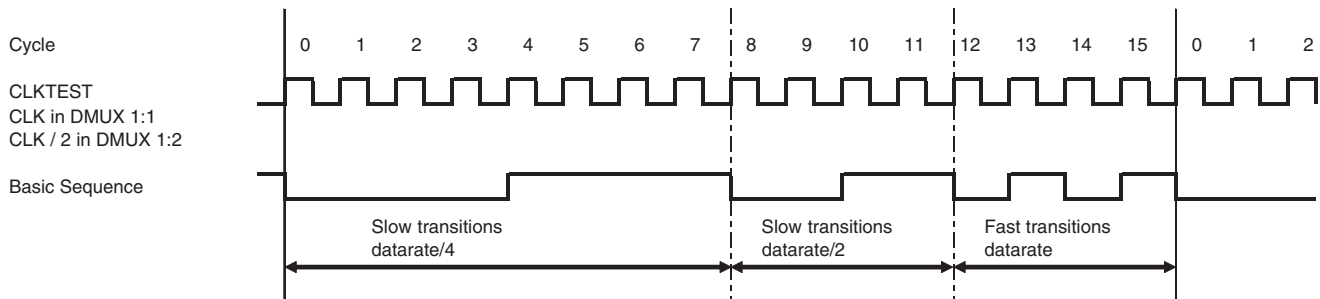 Cycle 0 1 2 3 4 5 6 7 8 9 10 11 12 13 14 15 0 1 2
CLKTEST
CLK in DMUX 1:1
CLK / 2 in DMUX 1:2
Basic Sequence
Slow transitions
datarate/4
Slow transitions
datarate/2
Fast transitions
datarate